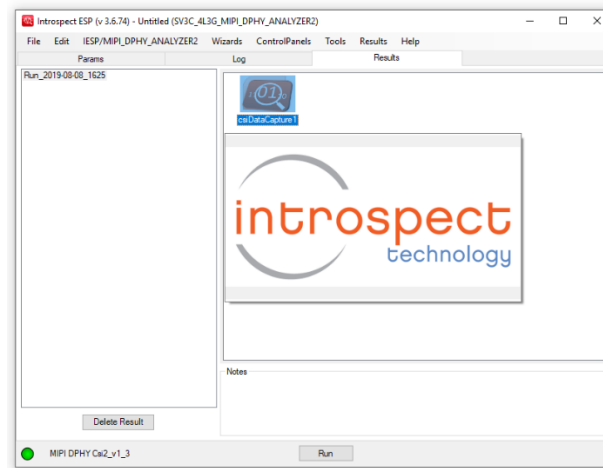 Introspect ESP (v 3.6.74) - Untitled (SV3C_4L3G_MIPI_DPHY_ANALYZER2)
File Edit IESP/MIPI_DPHY_ANALYZER2 Wizards ControlPanels Tools Results Help
Params Log Results
Run_2019-08-08_1625
01
csiDataCapture1
introspect
technology
Notes
Delete Result
MIPI DPHY Csi2_v1_3 Run